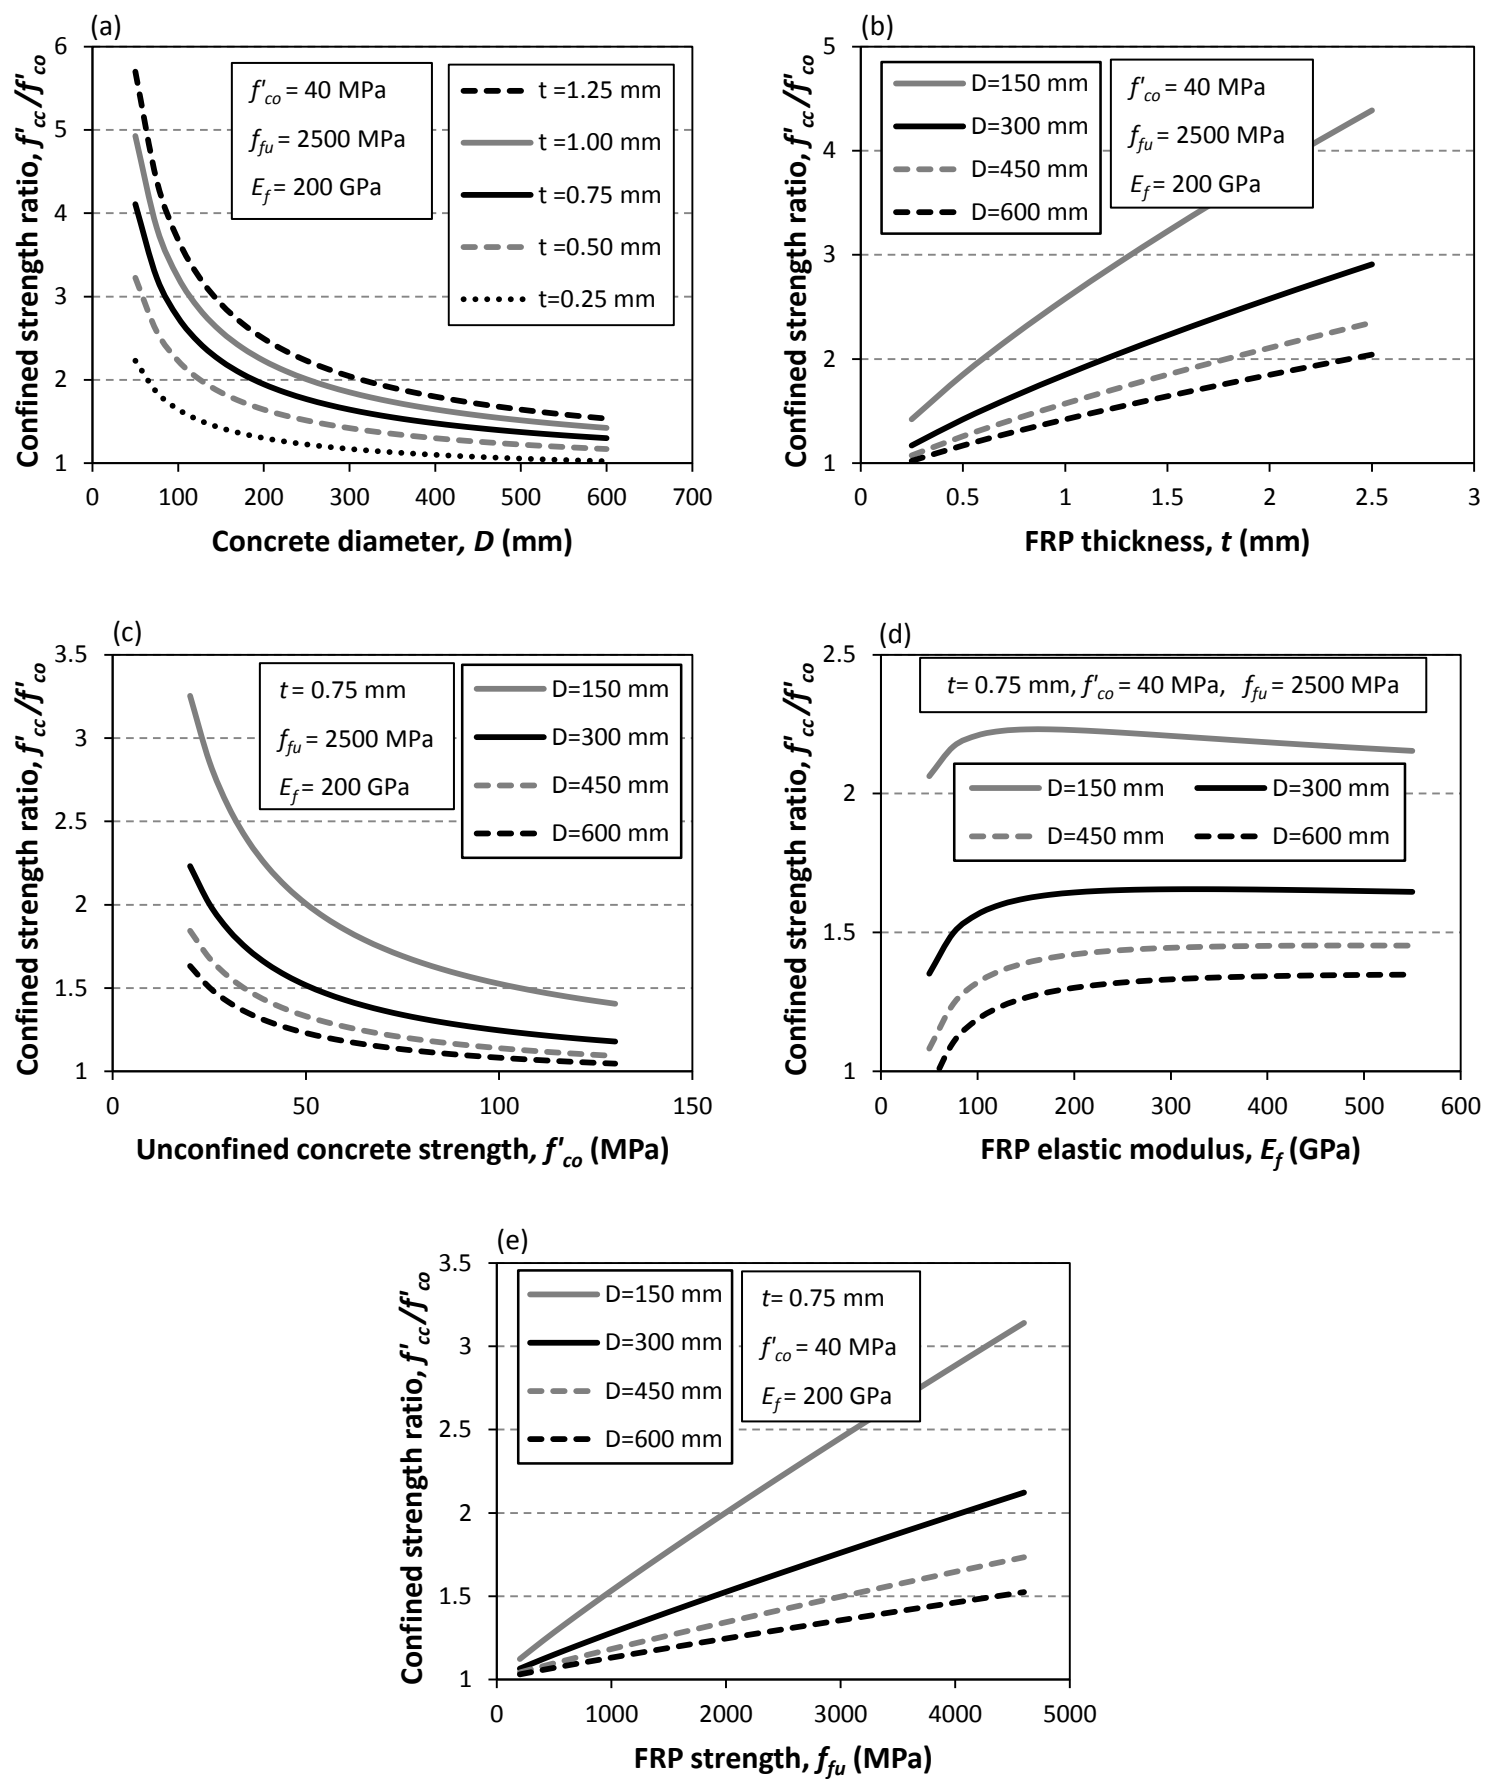 (a)
Confined strength ratio, f'cc/f'co
6
5
4
3
2
1
f'co = 40 MPa
ffu = 2500 MPa
Ef = 200 GPa
t =1.25 mm
t =1.00 mm
t=0.75 mm
t =0.50 mm
t=0.25 mm
0 100 200 300 400 500 600 700
Concrete diameter, D (mm)
(b)
Confined strength ratio, f'cc/f'co
5
4
3
2
1
D=150 mm
D=300 mm
D=450 mm
D=600 mm
f'co = 40 MPa
ffu = 2500 MPa
Ef = 200 GPa
0 0.5 1 1.5 2 2.5 3
FRP thickness, t (mm)
(c)
Confined strength ratio, f'cc/f'co
3.5
3
2.5
2
1.5
1
t = 0.75 mm
ffu = 2500 MPa
Ef = 200 GPa
D=150 mm
D=300 mm
D=450 mm
D=600 mm
0 50 100 150
Unconfined concrete strength, f'co (MPa)
(d)
Confined strength ratio, f'cc/f'co
2.5
2
1.5
1
t= 0.75 mm, f'co = 40 MPa, ffu = 2500 MPa
D=150 mm D=300 mm
D=450 mm D=600 mm
0 100 200 300 400 500 600
FRP elastic modulus, Ef (GPa)
(e)
Confined strength ratio, f'cc/f'co
3.5
3
2.5
2
1.5
1
D=150 mm
D=300 mm
D=450 mm
D=600 mm
t= 0.75 mm
f'co = 40 MPa
Ef = 200 GPa
0 1000 2000 3000 4000 5000
FRP strength, ffu (MPa)